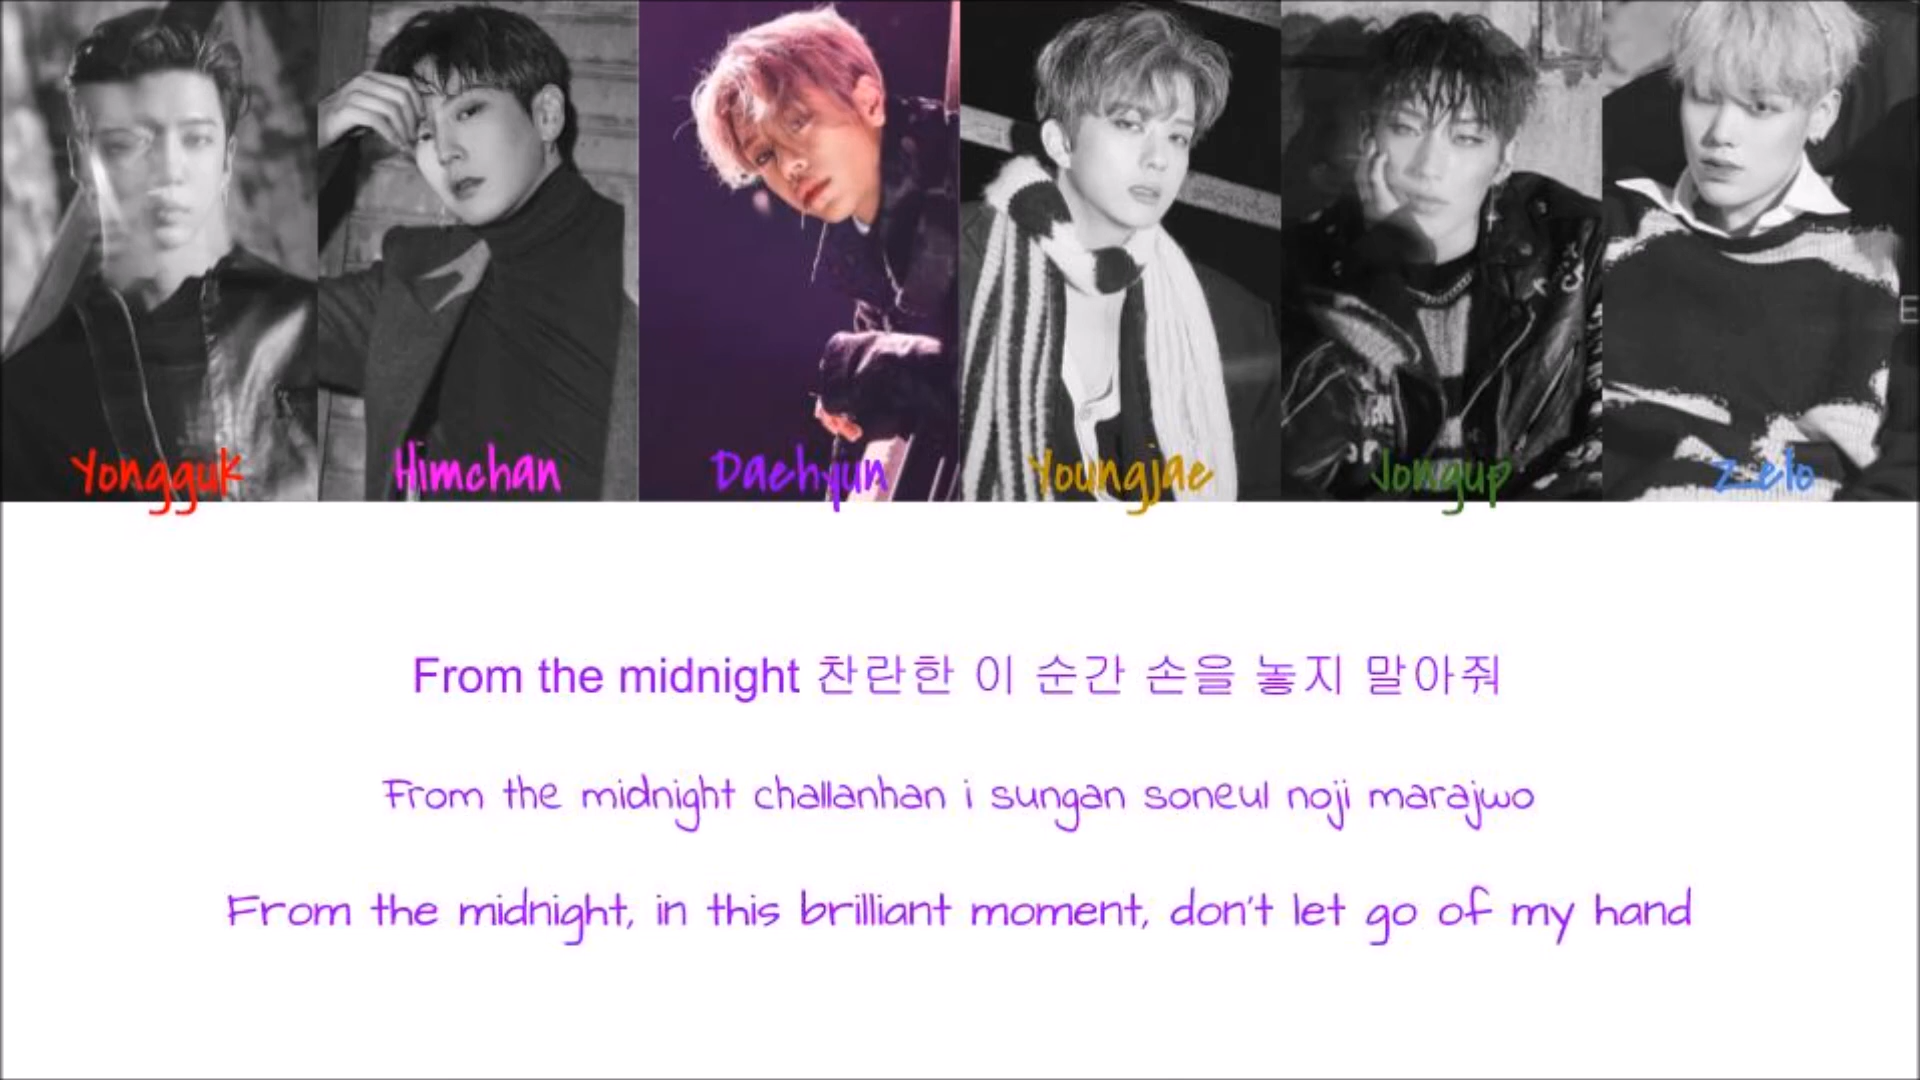 Yongguk
Himchan
Daehyun
Youngjae
Jongup
Zelo
E
From the midnight 찬란한 이 순간 손을 놓지 말아줘
From the midnight challanhan i sungan soneul noji marajwo
From the midnight, in this brilliant moment, don't let go of my hand